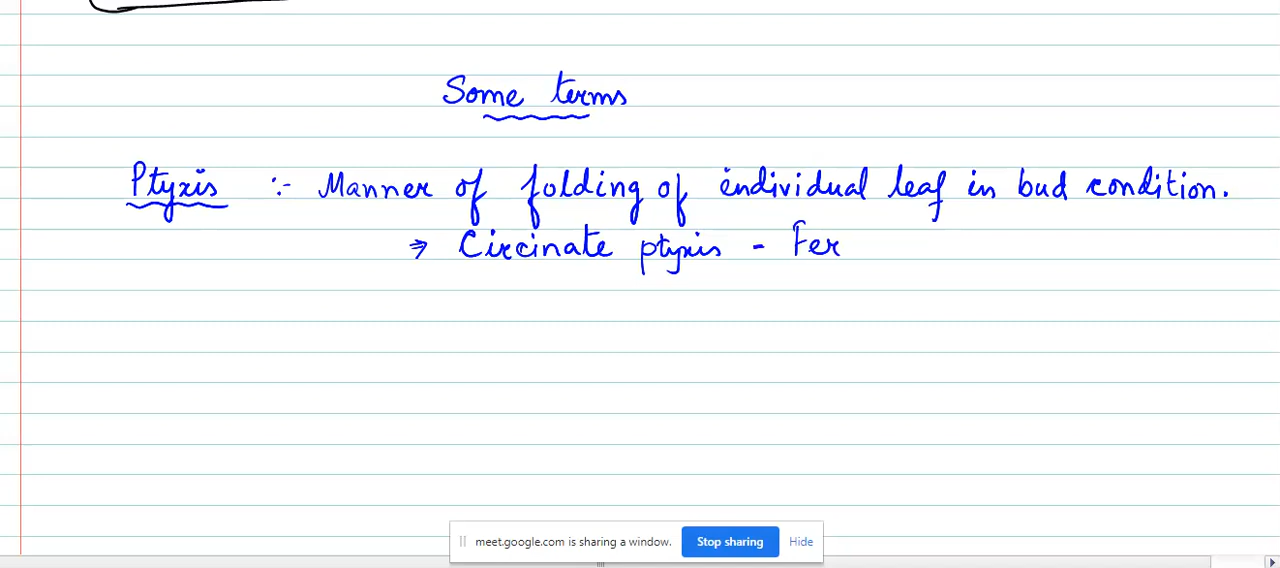 Some terms
Ptyxis :- Manner of folding of individual leaf in bud condition.
⇒ Circinate ptyxis - Fer
meet.google.com is sharing a window. Stop sharing Hide